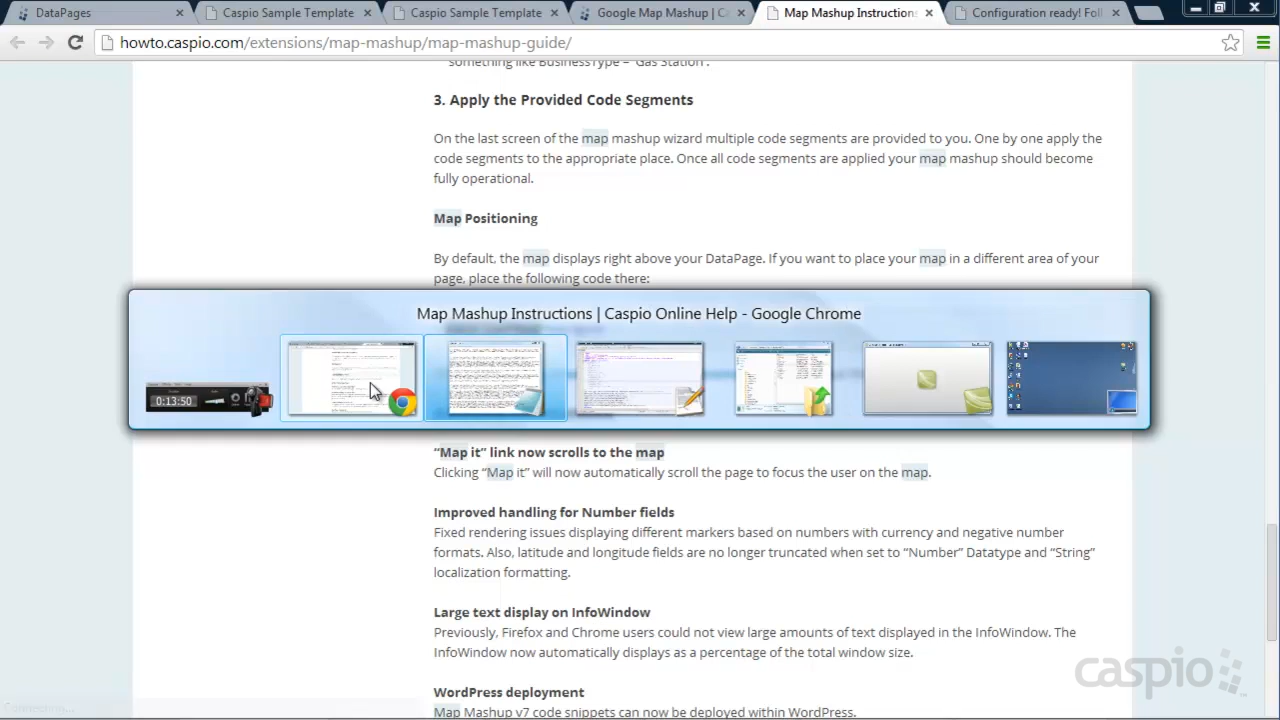 DataPages
Caspio Sample Template
Caspio Sample Template
Google Map Mashup | C
Map Mashup Instructions
Configuration ready! Foll
howto.caspio.com/extensions/map-mashup/map-mashup-guide/
something like BusinessType = "Gas Station".
3. Apply the Provided Code Segments
On the last screen of the map mashup wizard multiple code segments are provided to you. One by one apply the
code segments to the appropriate place. Once all code segments are applied your map mashup should become
fully operational.
Map Positioning
By default, the map displays right above your DataPage. If you want to place your map in a different area of your
page, place the following code there:
Map Mashup Instructions | Caspio Online Help - Google Chrome
0:13:50
“Map it” link now scrolls to the map
Clicking “Map it” will now automatically scroll the page to focus the user on the map.
Improved handling for Number fields
Fixed rendering issues displaying different markers based on numbers with currency and negative number
formats. Also, latitude and longitude fields are no longer truncated when set to “Number” Datatype and “String”
localization formatting.
Large text display on InfoWindow
Previously, Firefox and Chrome users could not view large amounts of text displayed in the InfoWindow. The
InfoWindow now automatically displays as a percentage of the total window size.
caspio
WordPress deployment
Map Mashup v7 code snippets can now be deployed within WordPress.
Connecting...